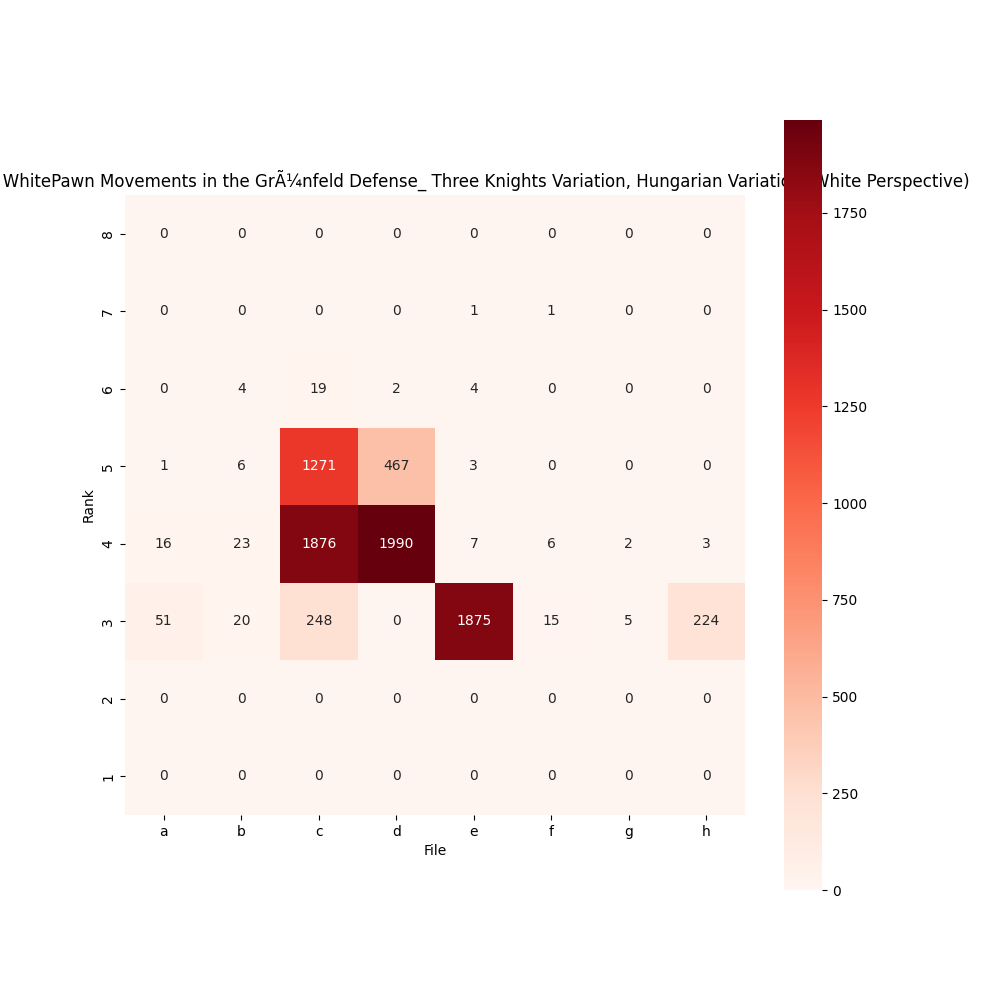 WhitePawn Movements in the GrÃ¼nfeld Defense_ Three Knights Variation, Hungarian Variatio White Perspective)
8 0 0 0 0 0 0 0 0
7 0 0 0 0 1 1 0 0
6 0 4 19 2 4 0 0 0
5 1 6 1271 467 3 0 0 0
4 16 23 1876 1990 7 6 2 3
3 51 20 248 0 1875 15 5 224
2 0 0 0 0 0 0 0 0
1 0 0 0 0 0 0 0 0
a b c d e f g h
File
Rank
1750
1500
1250
1000
750
500
250
0